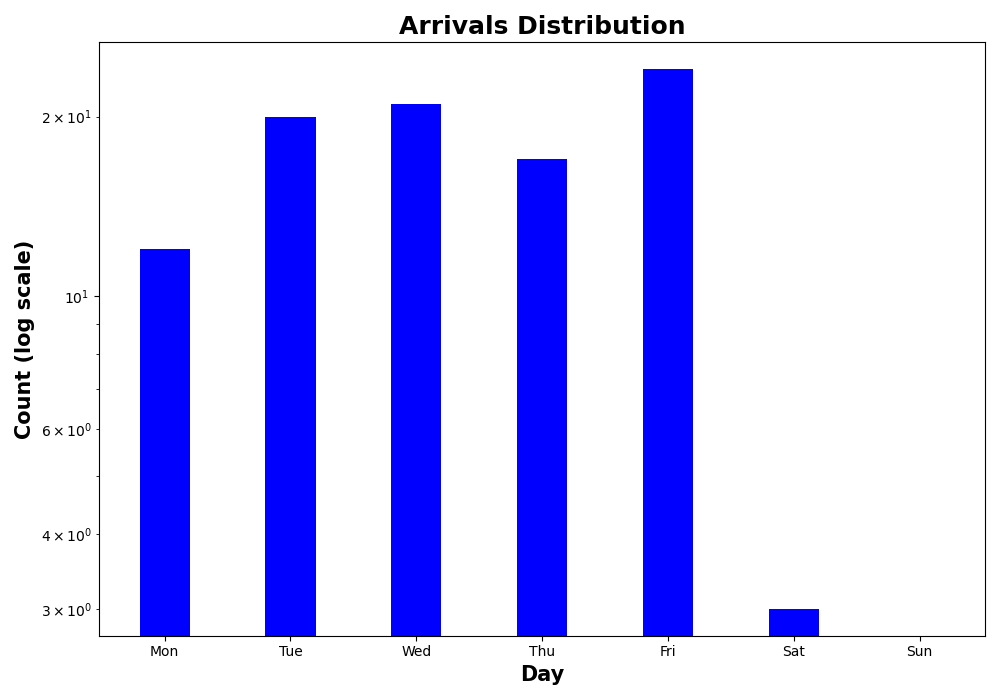 Arrivals Distribution
Count (log scale)
2 × 10¹
10¹
6 × 10⁰
4 × 10⁰
3 × 10⁰
Mon Tue Wed Thu Fri Sat Sun
Day